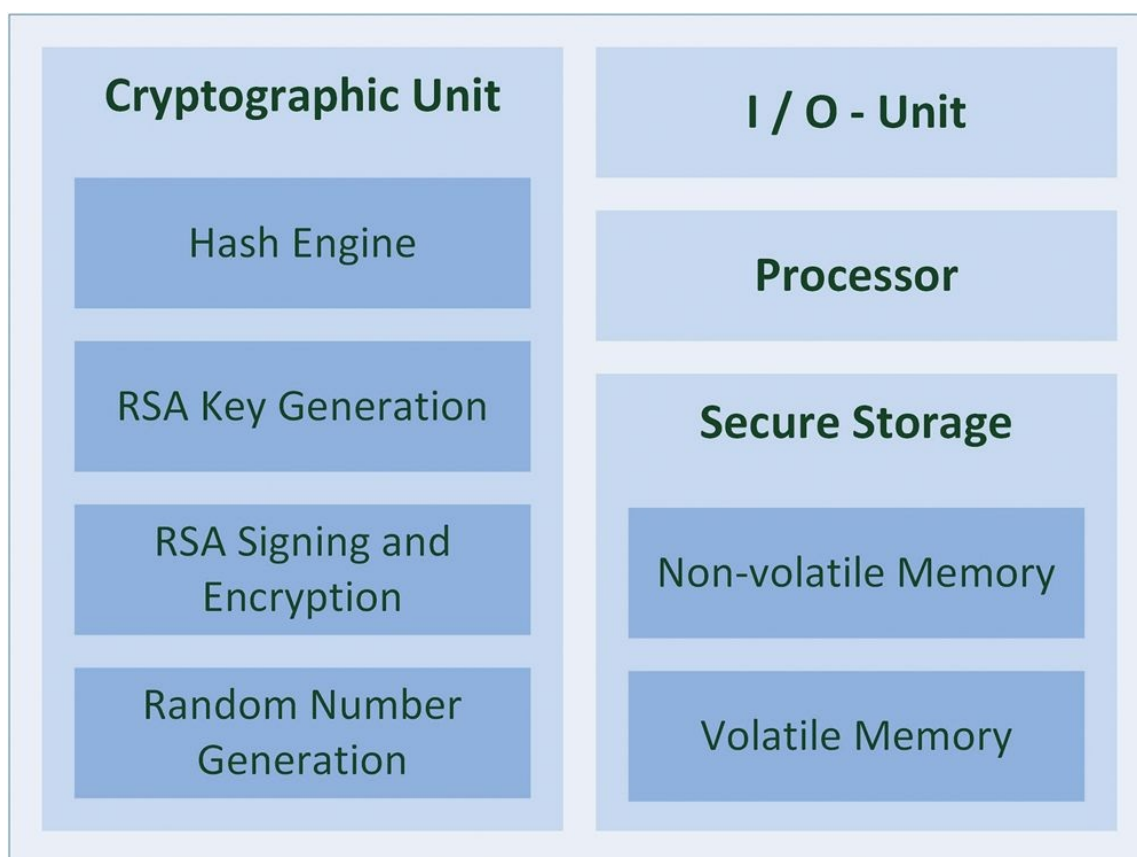 Cryptographic Unit
Hash Engine
RSA Key Generation
RSA Signing and
Encryption
Random Number
Generation
I / O - Unit
Processor
Secure Storage
Non-volatile Memory
Volatile Memory